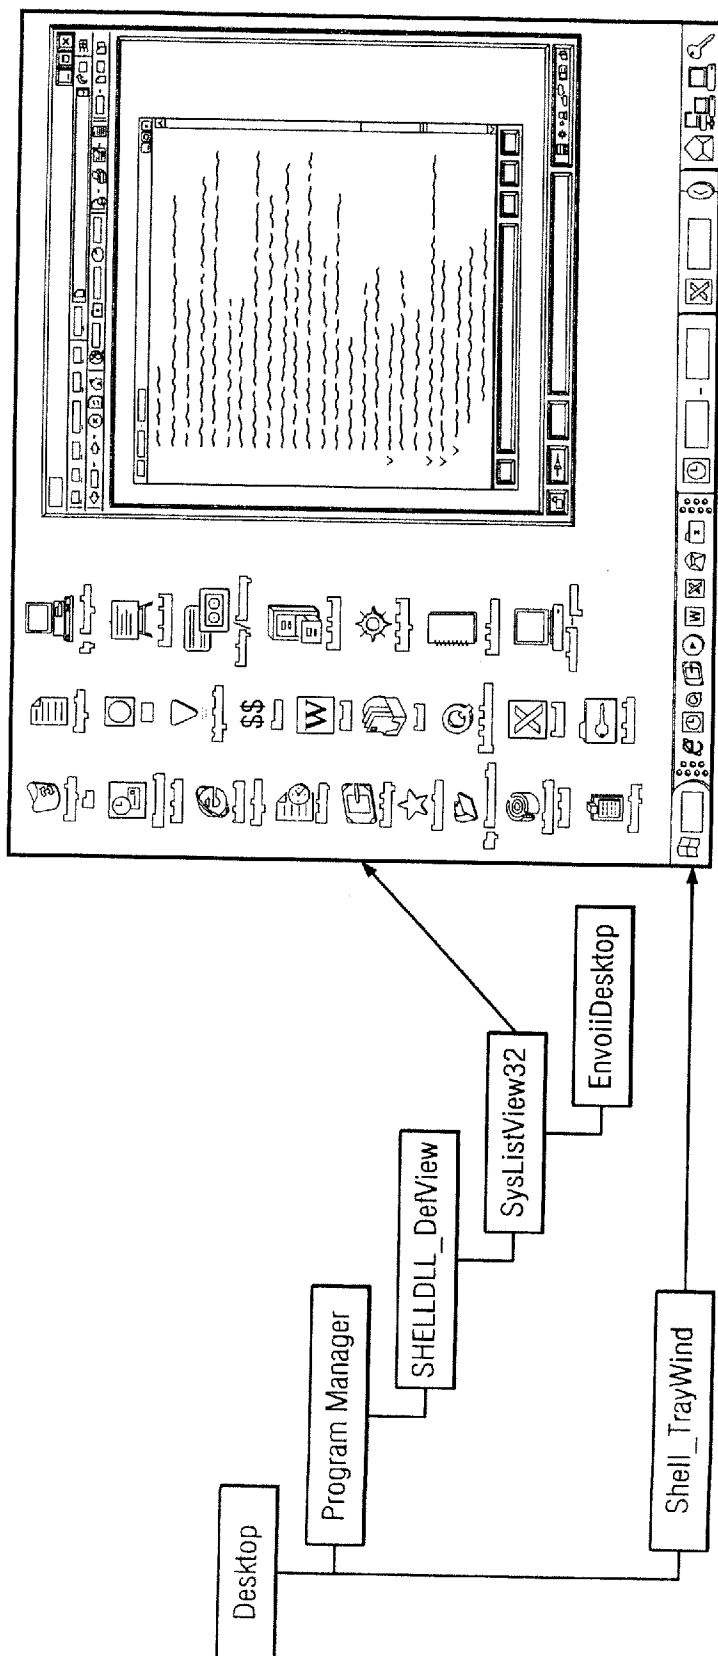 Desktop
Program Manager
SHELLDLL_DefView
SysListView32
EnvoiiDesktop
Shell_TrayWind
$$
W
W